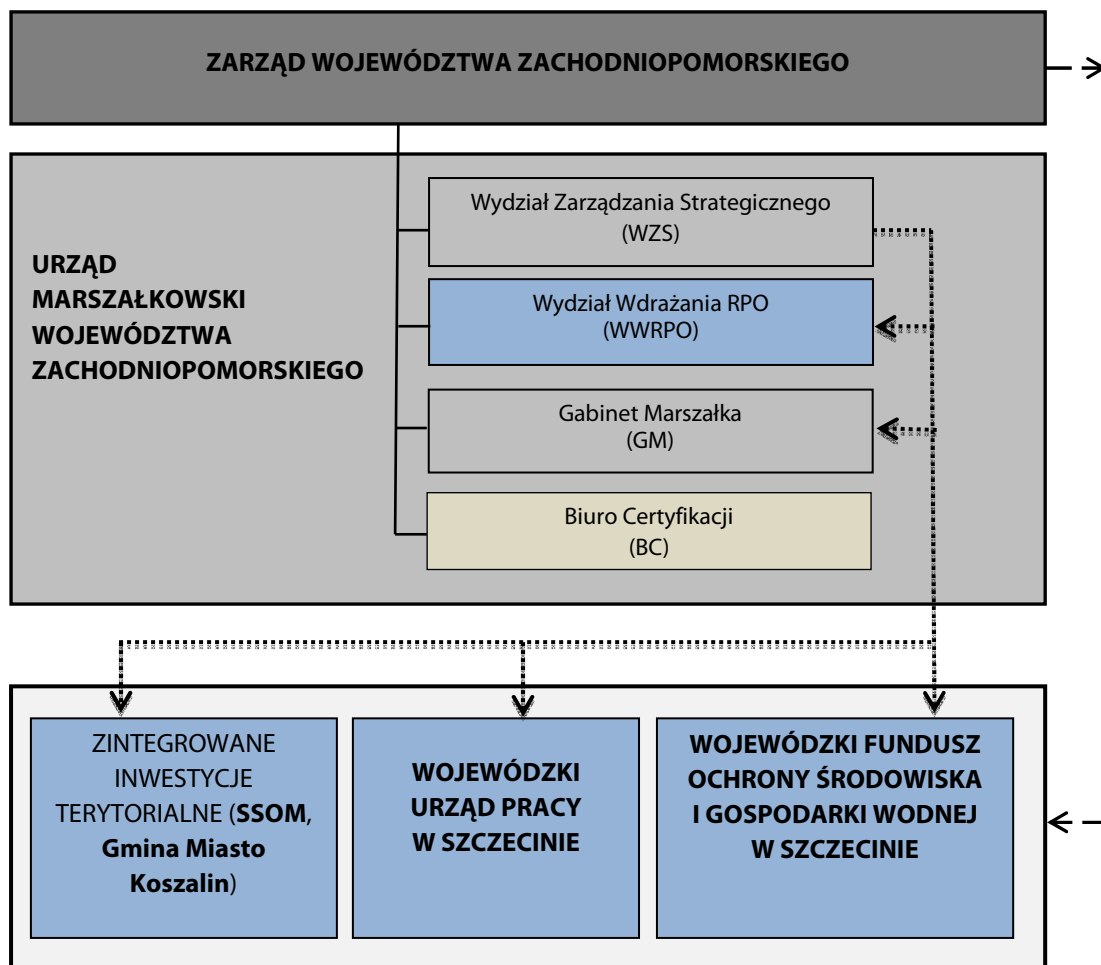 ZARZĄD WOJEWÓDZTWA ZACHODNIOPOMORSKIEGO
URZĄD
MARSZAŁKOWSKI
WOJEWÓDZTWA
ZACHODNIOPOMORSKIEGO
Wydział Zarządzania Strategicznego
(WZS)
Wydział Wdrażania RPO
(WWRPO)
Gabinet Marszałka
(GM)
Biuro Certyfikacji
(BC)
ZINTEGROWANE
INWESTYCJE
TERYTORIALNE (SSOM,
Gmina Miasto
Koszalin)
WOJEWÓDZKI
URZĄD PRACY
W SZCZECINIE
WOJEWÓDZKI FUNDUSZ
OCHRONY ŚRODOWISKA
I GOSPODARKI WODNEJ
W SZCZECINIE